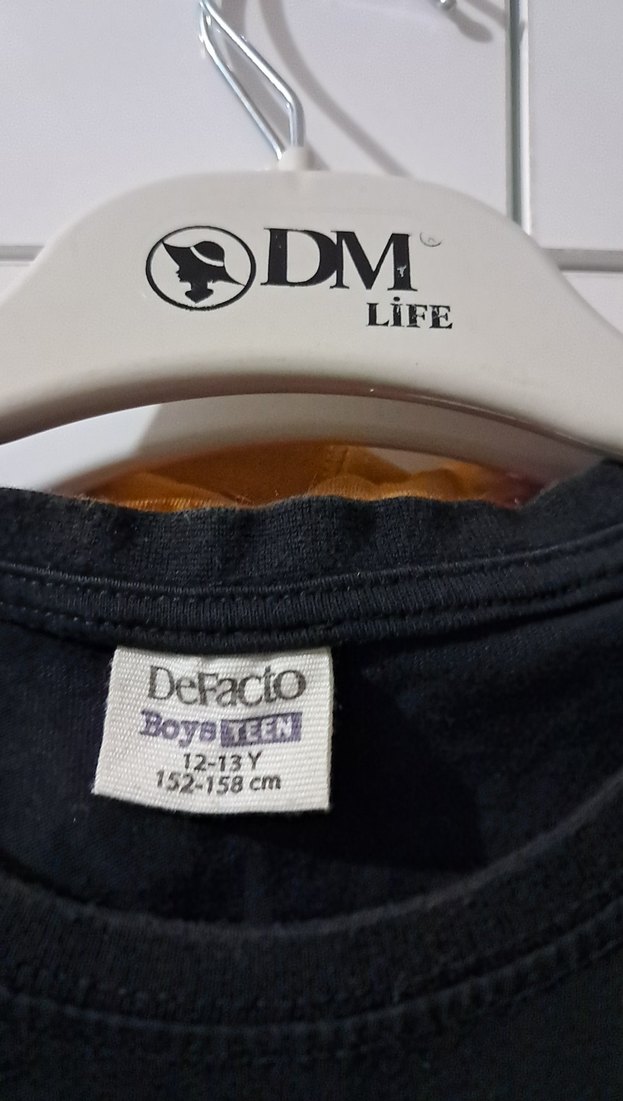 DM
LİFE
DeFacto
Boys TEEN
12-13 Y
152-158 cm